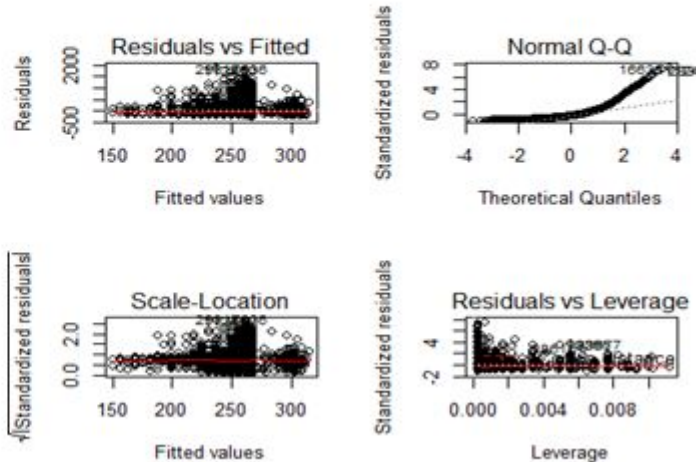 Residuals vs Fitted
Residuals
2000
-500
150
200
250
300
Fitted values
Normal Q-Q
Standardized residuals
8
4
0
-4
-2
0
2
4
Theoretical Quantiles
Scale-Location
√|Standardized residuals|
2.0
0.0
150
200
250
300
Fitted values
Residuals vs Leverage
Standardized residuals
4
-2
0.000
0.004
0.008
Leverage